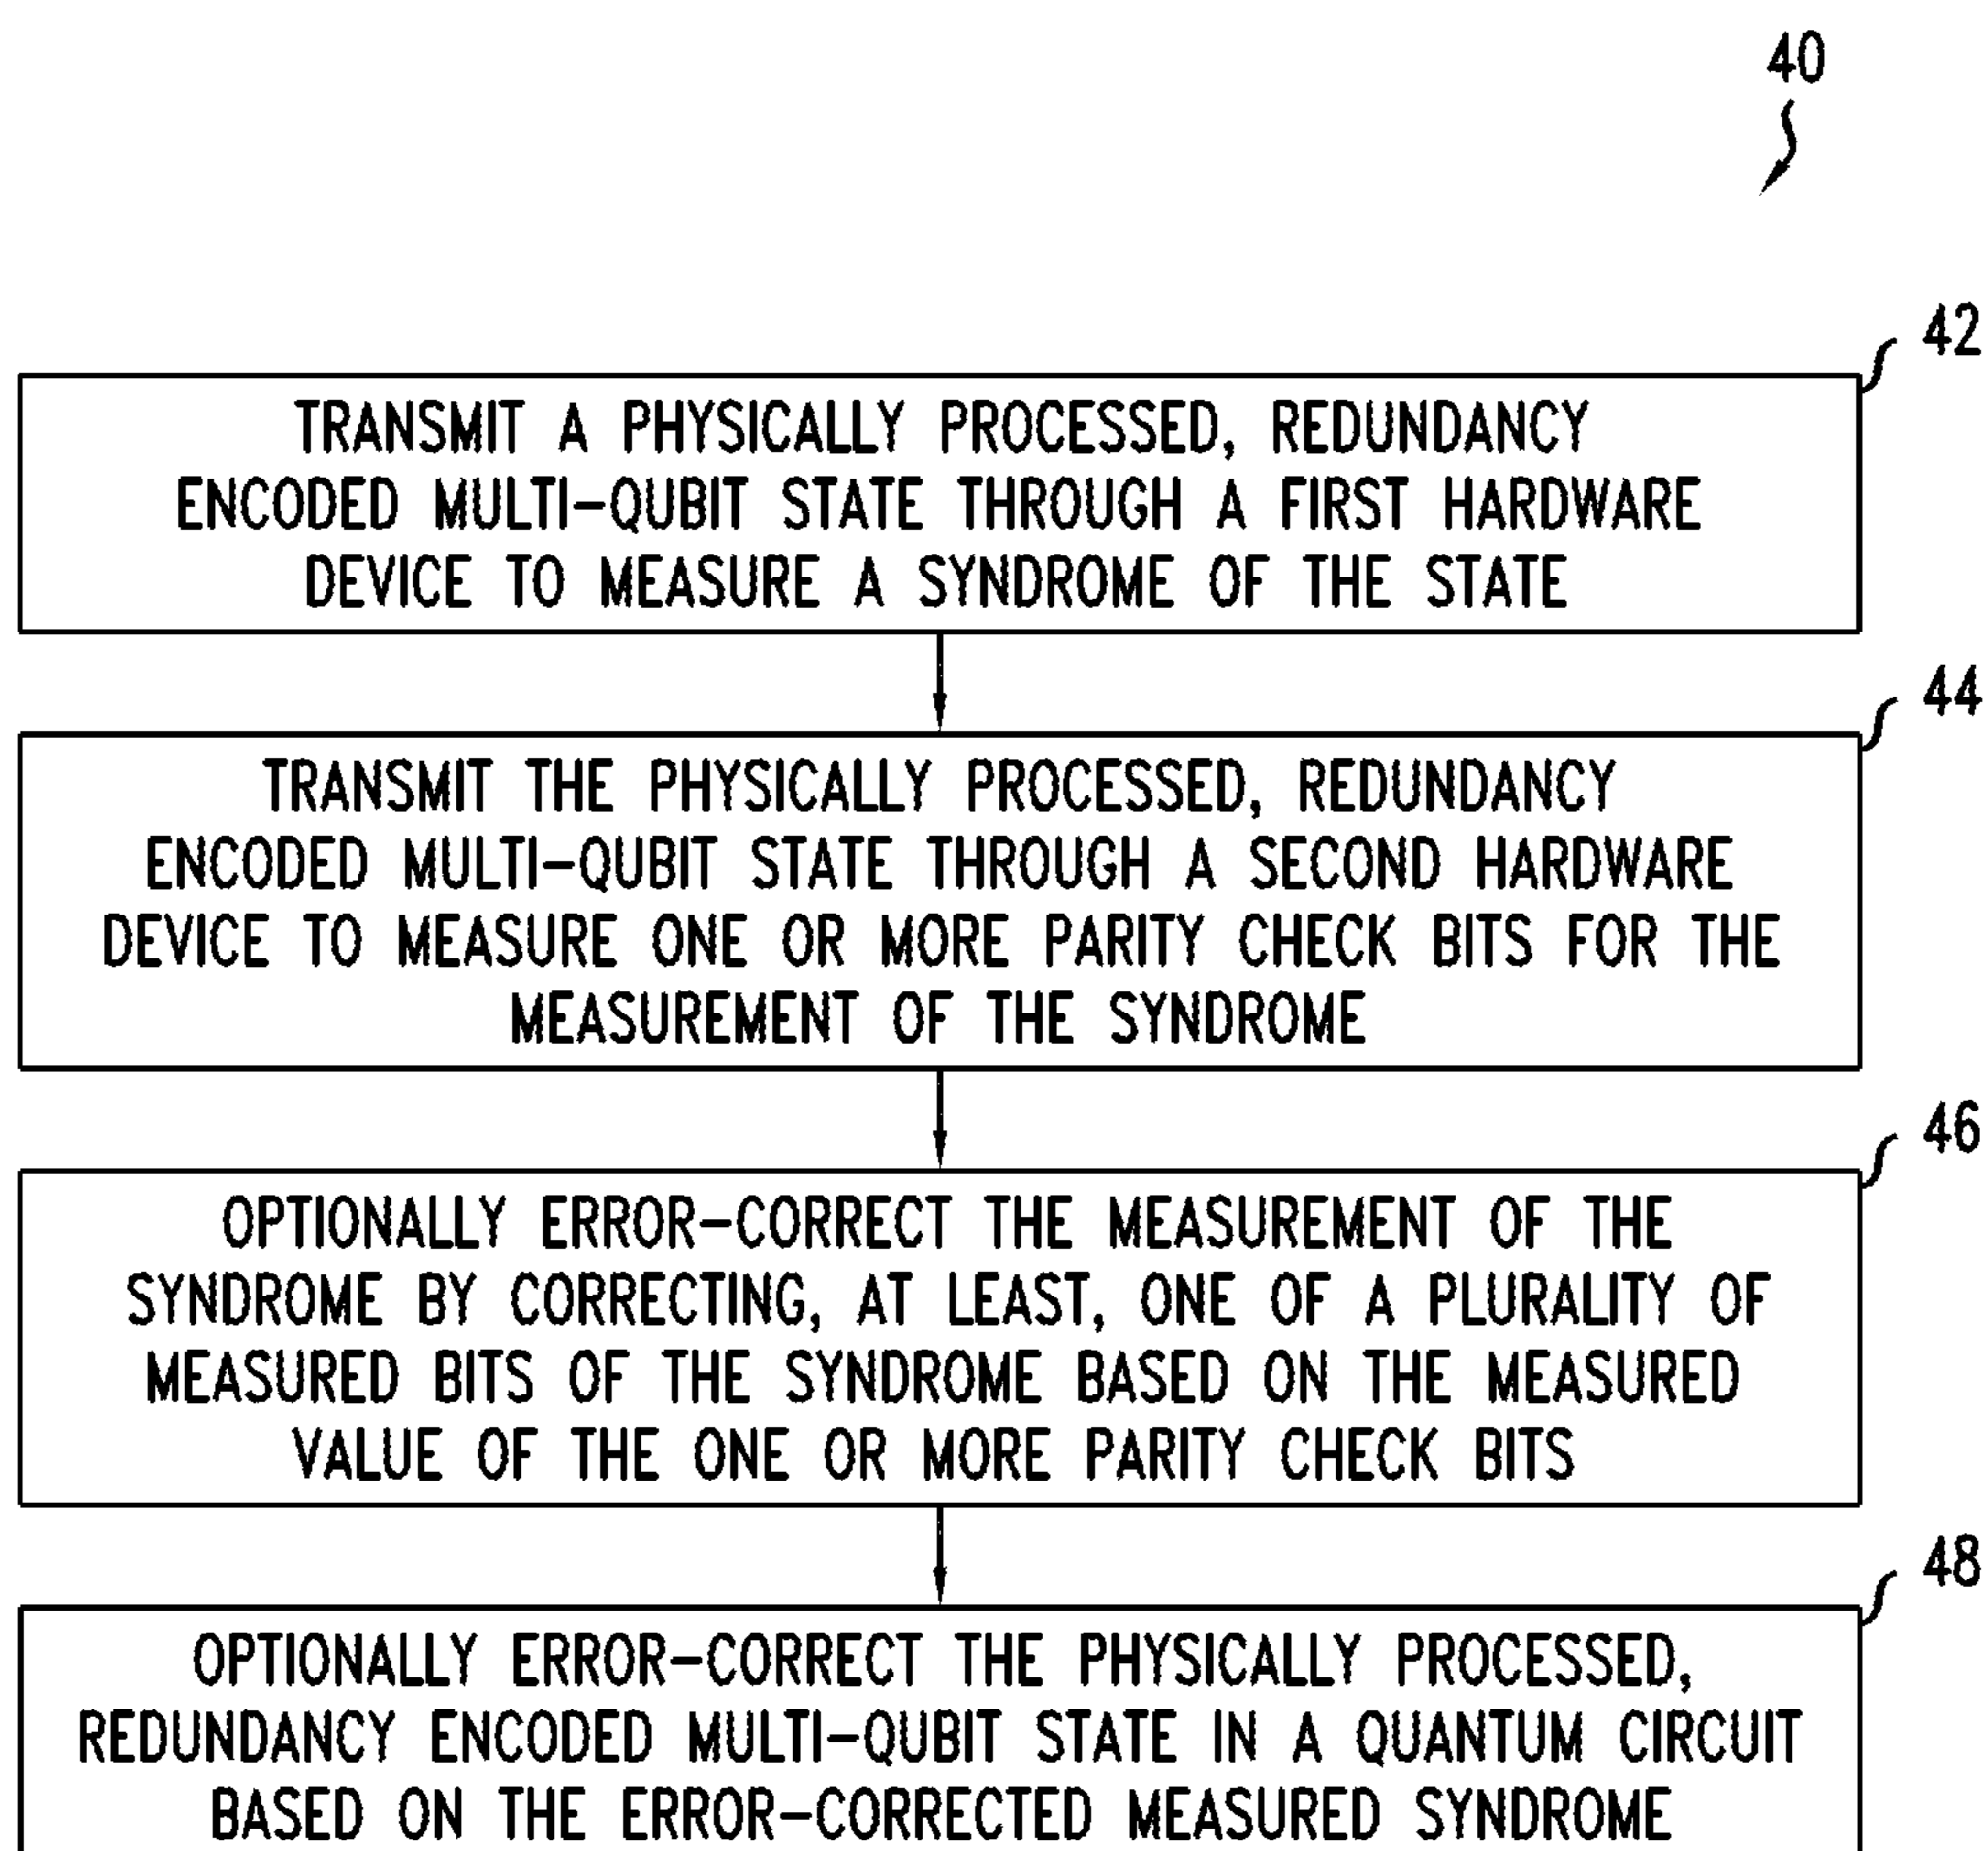 40
42
TRANSMIT A PHYSICALLY PROCESSED, REDUNDANCY
ENCODED MULTI-QUBIT STATE THROUGH A FIRST HARDWARE
DEVICE TO MEASURE A SYNDROME OF THE STATE
44
TRANSMIT THE PHYSICALLY PROCESSED, REDUNDANCY
ENCODED MULTI-QUBIT STATE THROUGH A SECOND HARDWARE
DEVICE TO MEASURE ONE OR MORE PARITY CHECK BITS FOR THE
MEASUREMENT OF THE SYNDROME
46
OPTIONALLY ERROR-CORRECT THE MEASUREMENT OF THE
SYNDROME BY CORRECTING, AT LEAST, ONE OF A PLURALITY OF
MEASURED BITS OF THE SYNDROME BASED ON THE MEASURED
VALUE OF THE ONE OR MORE PARITY CHECK BITS
48
OPTIONALLY ERROR-CORRECT THE PHYSICALLY PROCESSED,
REDUNDANCY ENCODED MULTI-QUBIT STATE IN A QUANTUM CIRCUIT
BASED ON THE ERROR-CORRECTED MEASURED SYNDROME